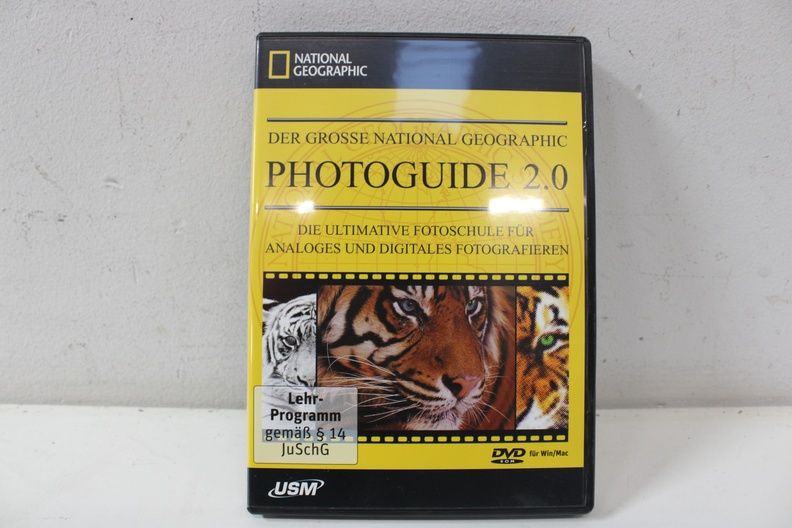 NATIONAL
GEOGRAPHIC
DER GROSSE NATIONAL GEOGRAPHIC
PHOTOGUIDE 2.0
DIE ULTIMATIVE FOTOSCHULE FÜR
ANALOGES UND DIGITALES FOTOGRAFIEREN
Lehr-
Programm
gemäß § 14
JuSchG
DVD
ROM
für Win/Mac
USM